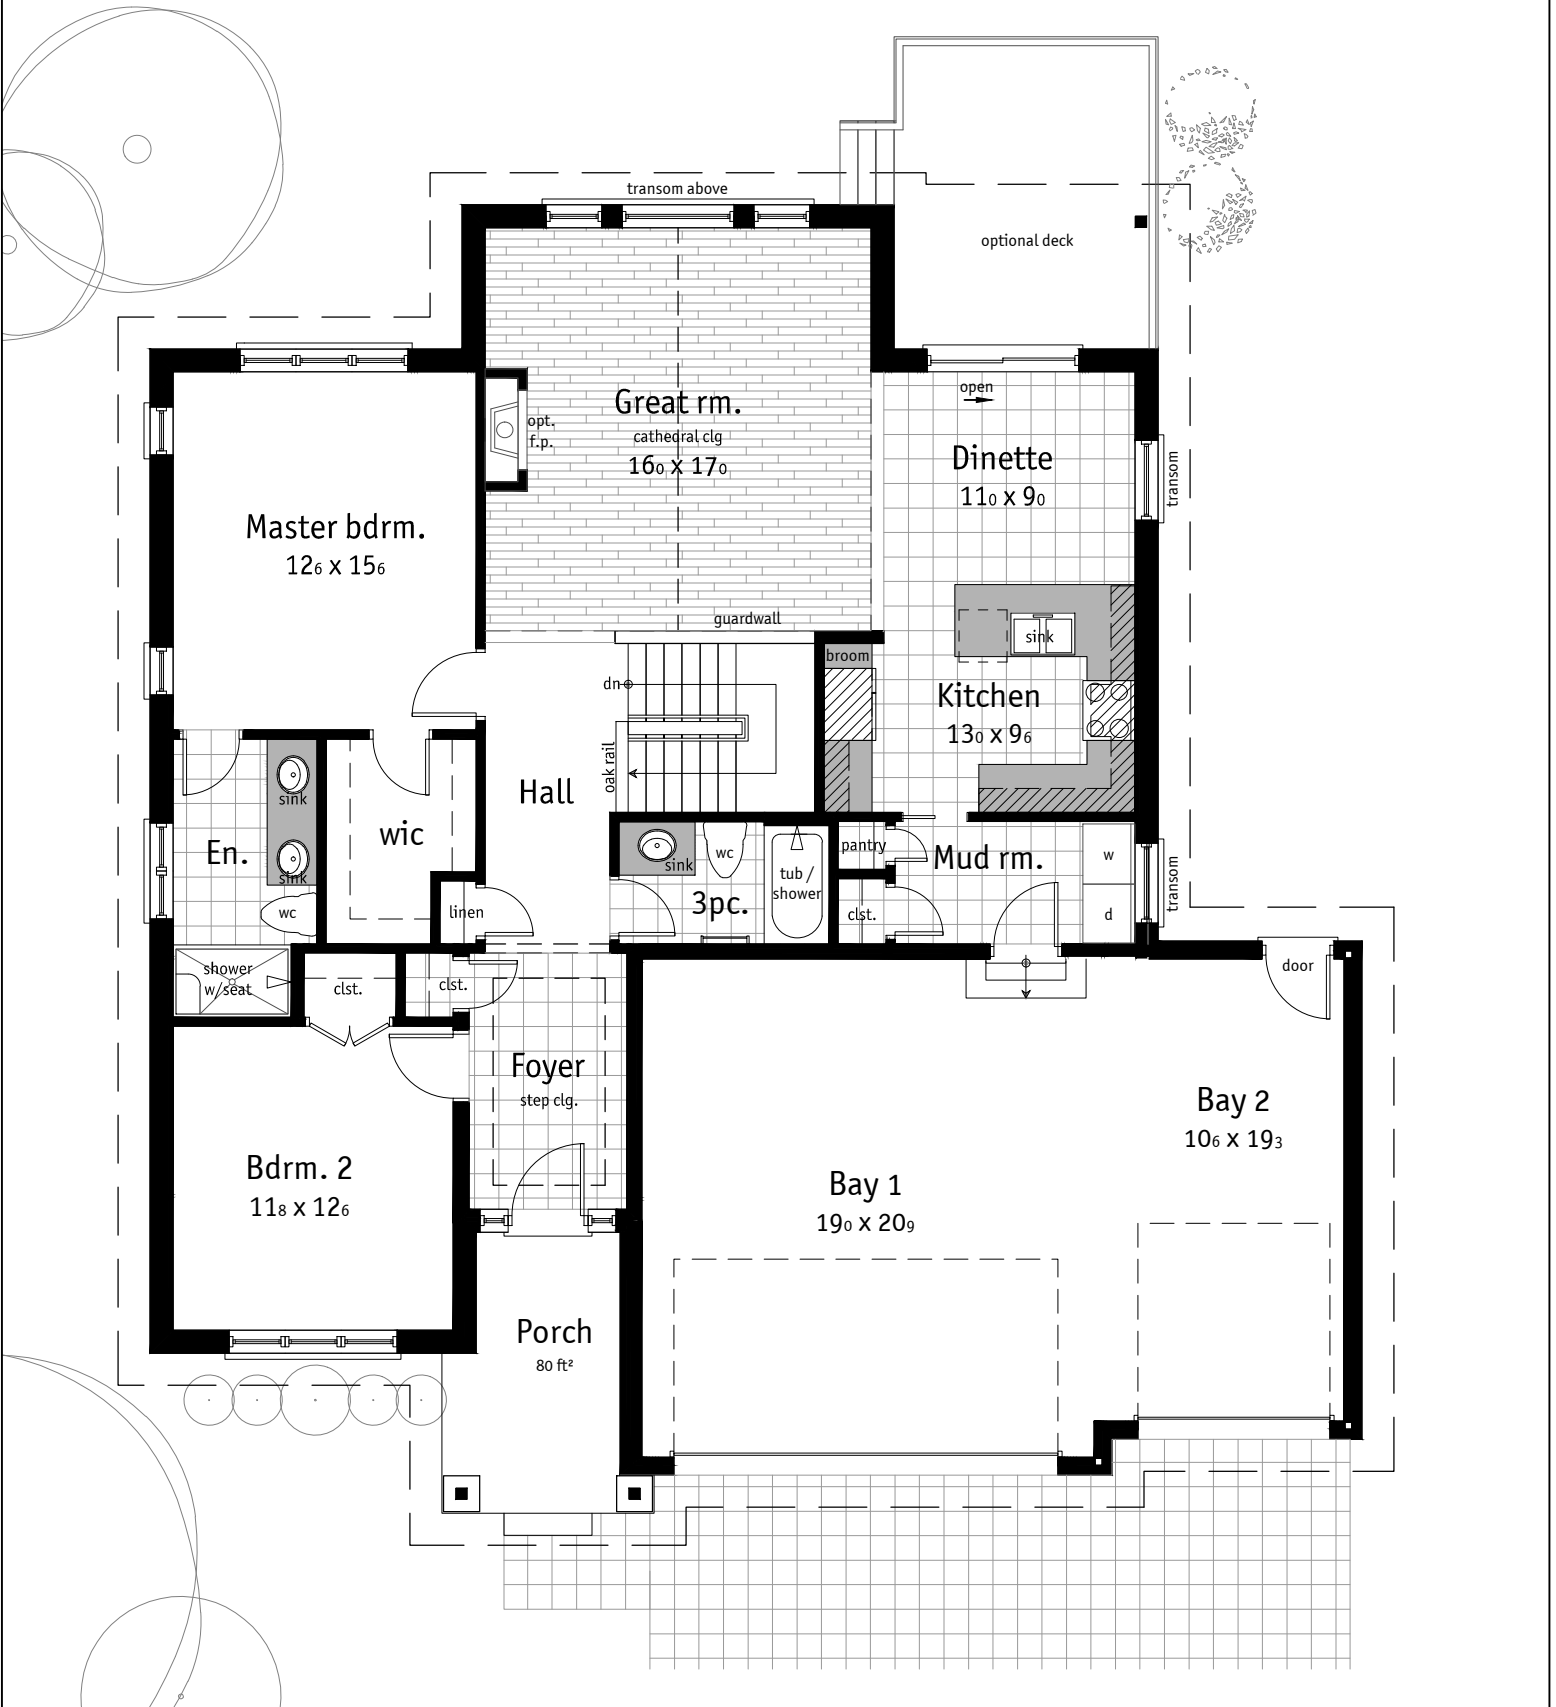 transom above
optional deck
open
Great rm.
cathedral clg
160 x 170
opt.
f.p.
Dinette
110 x 90
transom
Master bdrm.
126 x 156
guardwall
sink
broom
dn
Kitchen
130 x 96
oak rail
Hall
sink
sink
En.
wic
wc
linen
sink
wc
tub /
shower
3pc.
pantry
clst.
Mud rm.
w
d
transom
shower
w/ seat
clst.
clst.
door
Foyer
step clg.
Bdrm. 2
118 x 126
Bay 1
190 x 209
Bay 2
106 x 193
Porch
80 ft²